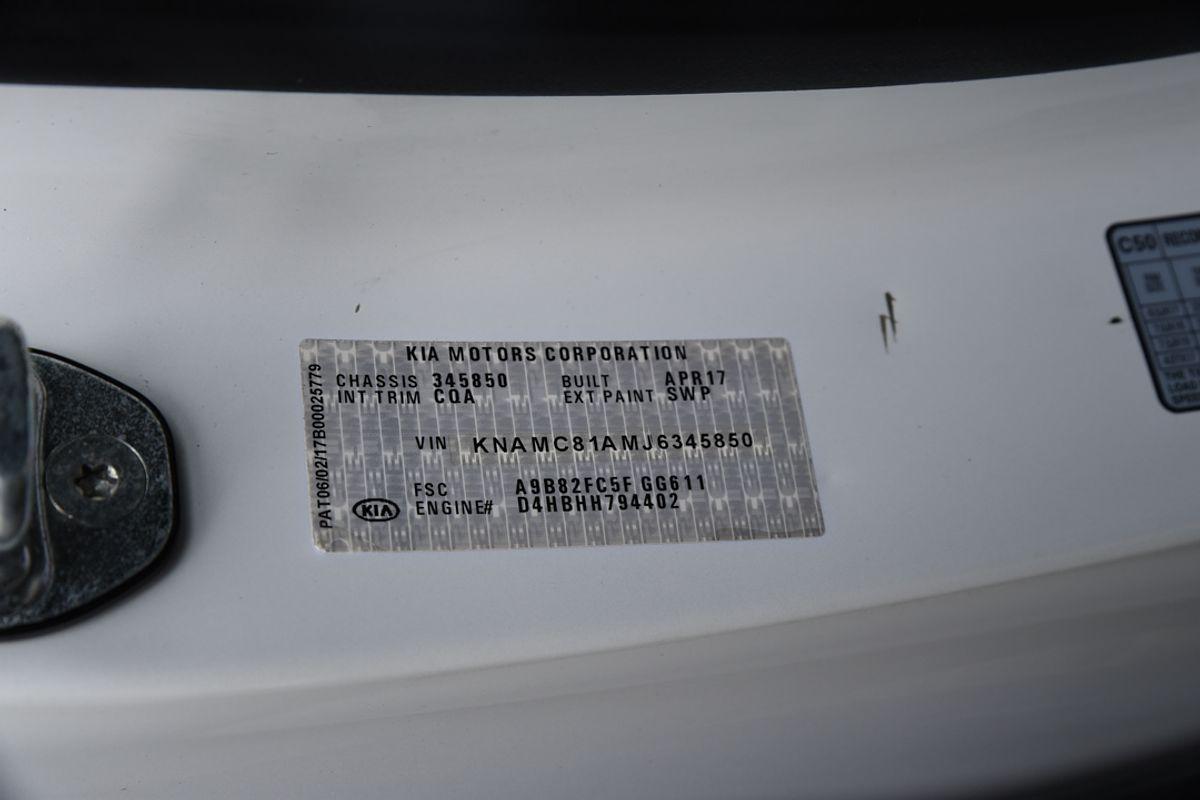 KIA MOTORS CORPORATION
CHASSIS 345850 BUILT APR17
INT TRIM CQA EXT PAINT SWP
VIN KNAMC81AMJ6345850
FSC A9B82FC5F GG611
KIA ENGINE# D4HBHH794402
PAT06/02/17B00025779
C50